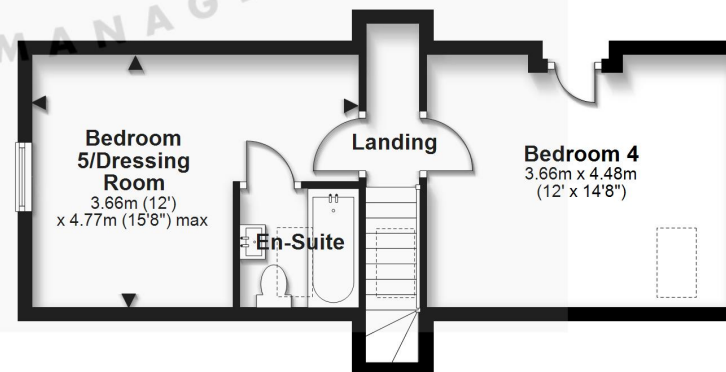 MANAG
Bedroom
5/Dressing
Room
3.66m (12')
x 4.77m (15'8") max
En-Suite
Landing
Bedroom 4
3.66m x 4.48m
(12' x 14'8")